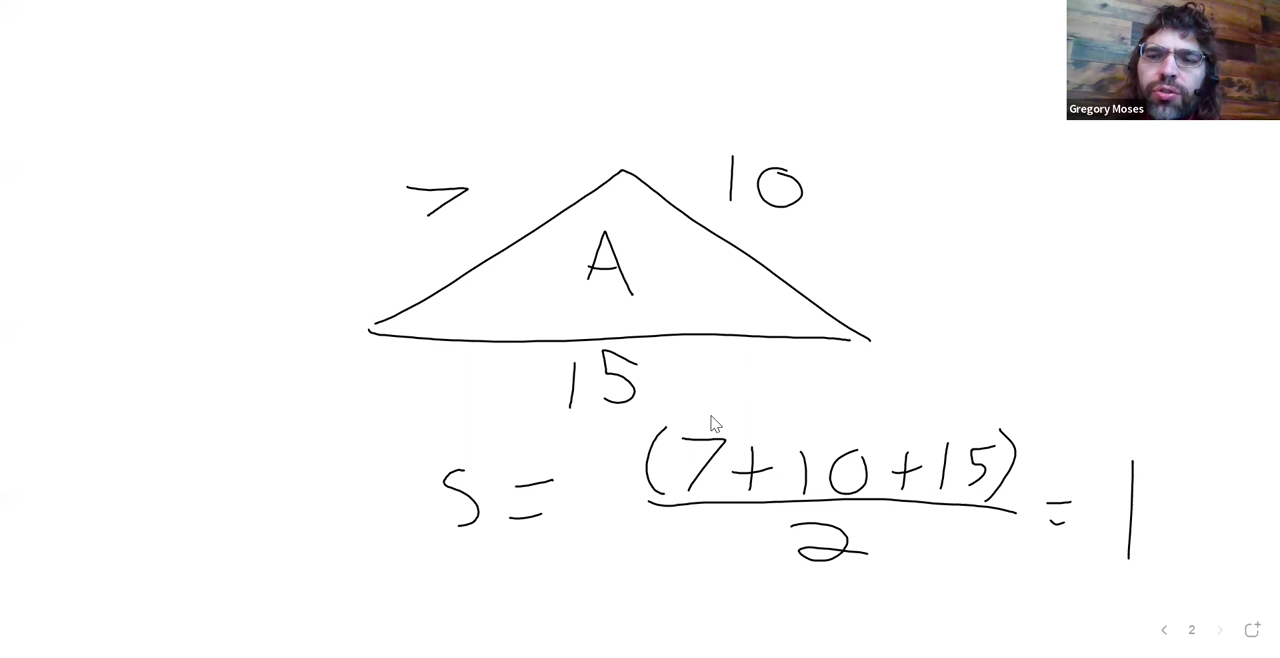 Gregory Moses
7
10
A
15
S = (7+10+15)
2
= 1
2